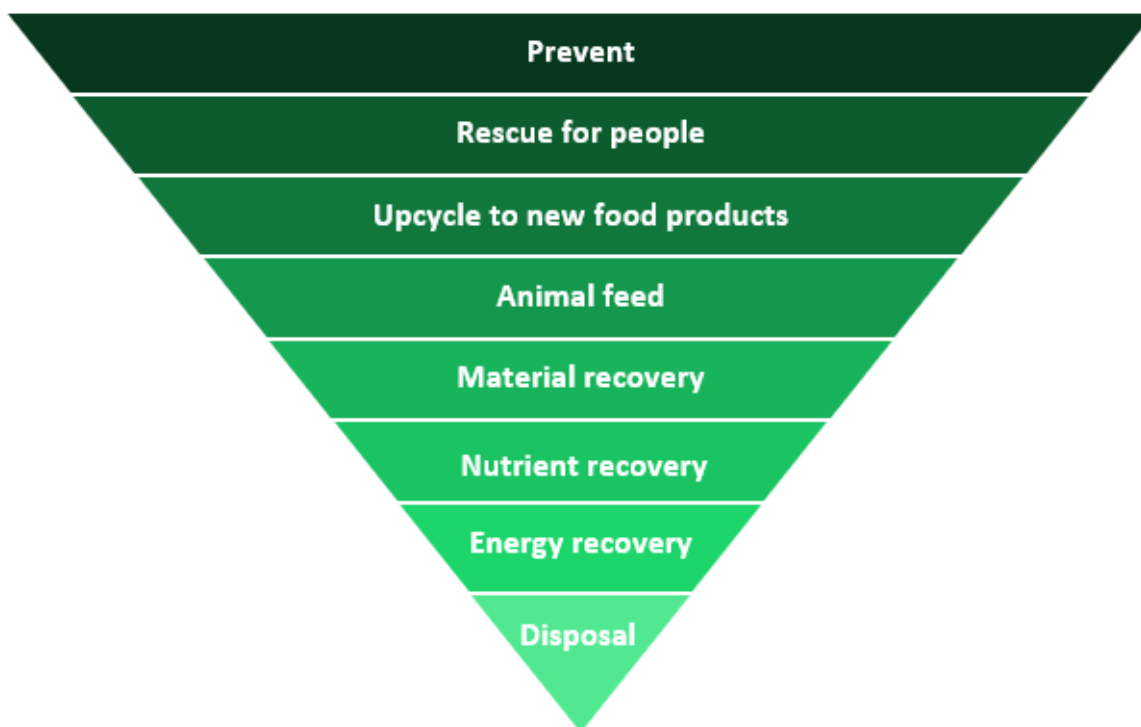 Prevent
Rescue for people
Upcycle to new food products
Animal feed
Material recovery
Nutrient recovery
Energy recovery
Disposal